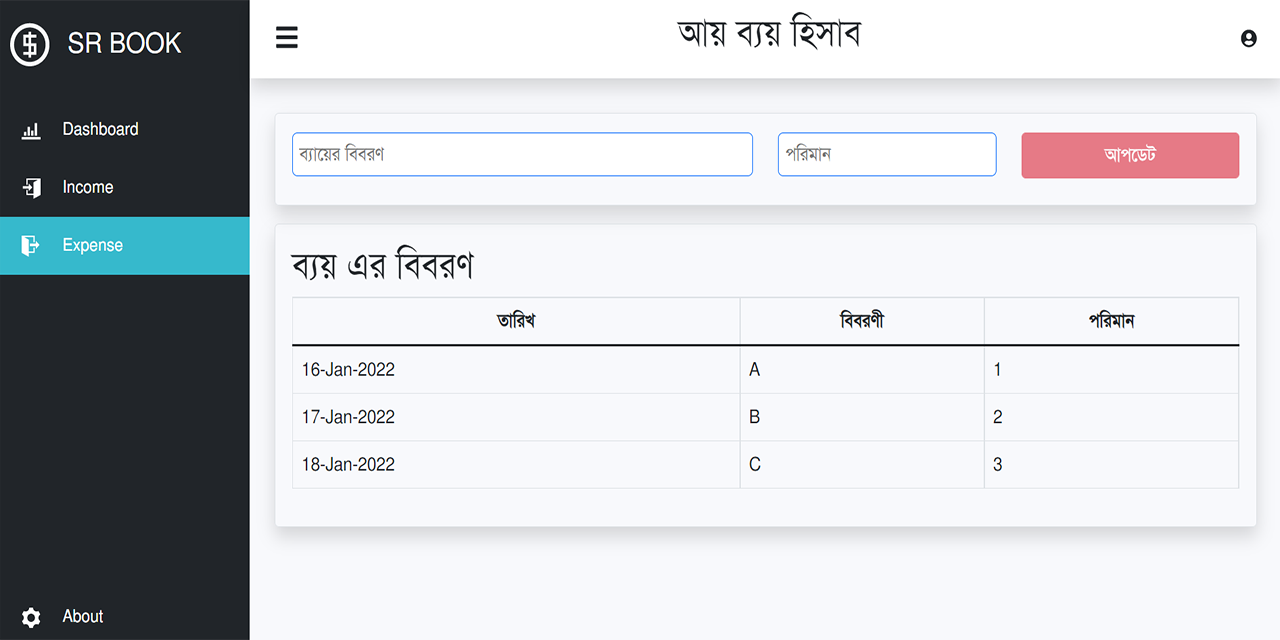 SR BOOK
আয় ব্যয় হিসাব
Dashboard
Income
Expense
About
ব্যায়ের বিবরণ পরিমান আপডেট
ব্যয় এর বিবরণ
তারিখ বিবরণী পরিমান
16-Jan-2022 A 1
17-Jan-2022 B 2
18-Jan-2022 C 3